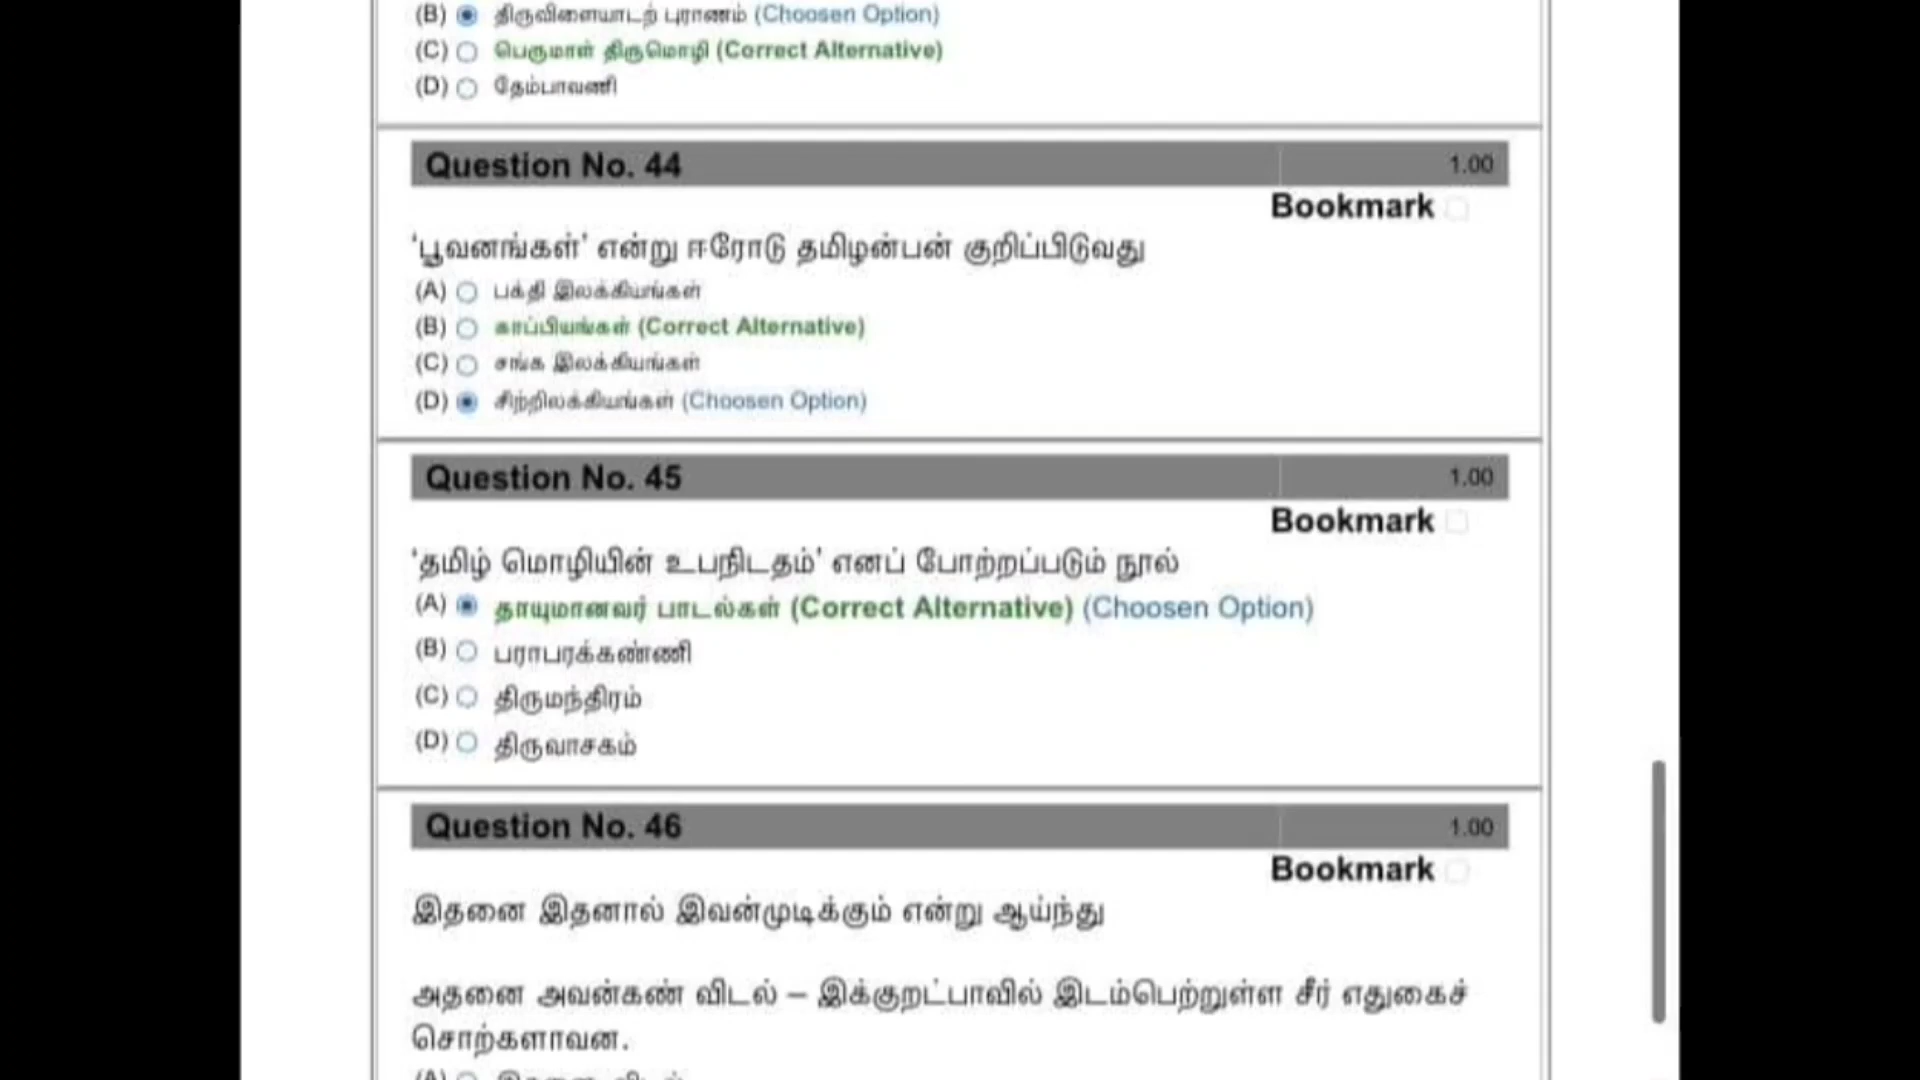 (B) திருவிளையாடற் புராணம் (Choosen Option)
(C) பெருமாள் திருமொழி (Correct Alternative)
(D) தேம்பாவணி
Question No. 44 1.00
Bookmark
‘பூவனங்கள்’ என்று ஈரோடு தமிழன்பன் குறிப்பிடுவது
(A) பக்தி இலக்கியங்கள்
(B) காப்பியங்கள் (Correct Alternative)
(C) சங்க இலக்கியங்கள்
(D) சிற்றிலக்கியங்கள் (Choosen Option)
Question No. 45 1.00
Bookmark
‘தமிழ் மொழியின் உபநிடதம்’ எனப் போற்றப்படும் நூல்
(A) தாயுமானவர் பாடல்கள் (Correct Alternative) (Choosen Option)
(B) பராபரக்கண்ணி
(C) திருமந்திரம்
(D) திருவாசகம்
Question No. 46 1.00
Bookmark
இதனை இதனால் இவன்முடிக்கும் என்று ஆய்ந்து
அதனை அவன்கண் விடல் – இக்குறட்பாவில் இடம்பெற்றுள்ள சீர் எதுகைச்
சொற்களாவன.
(A)